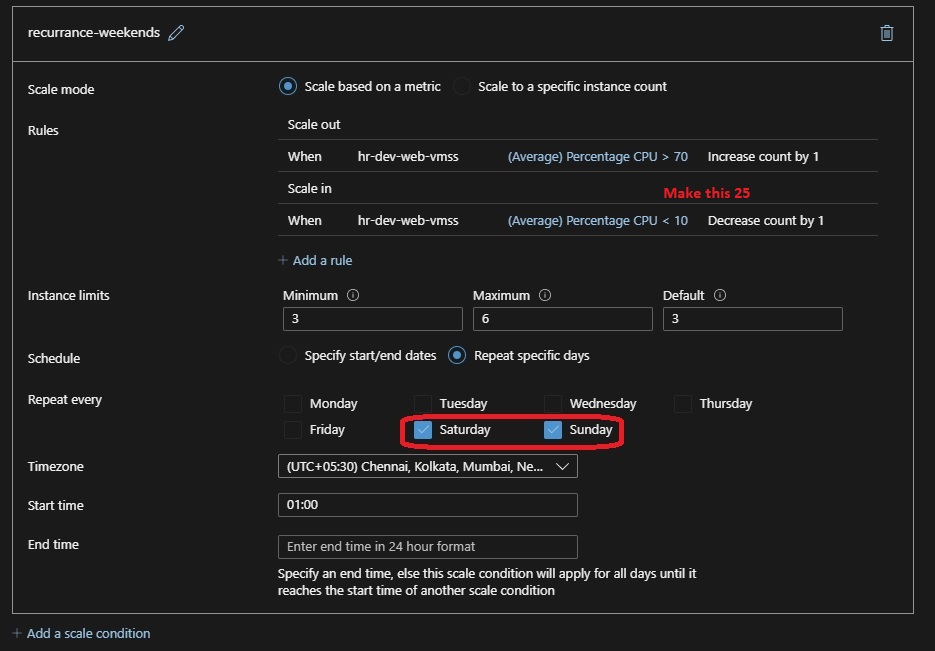 recurrance-weekends
Scale mode
Scale based on a metric
Scale to a specific instance count
Rules
Scale out
When hr-dev-web-vmss (Average) Percentage CPU > 70 Increase count by 1
Scale in
Make this 25
When hr-dev-web-vmss (Average) Percentage CPU < 10 Decrease count by 1
+ Add a rule
Instance limits
Minimum
Maximum
Default
3
6
3
Schedule
Specify start/end dates
Repeat specific days
Repeat every
Monday
Tuesday
Wednesday
Thursday
Friday
Saturday
Sunday
Timezone
(UTC+05:30) Chennai, Kolkata, Mumbai, Ne...
Start time
01:00
End time
Enter end time in 24 hour format
Specify an end time, else this scale condition will apply for all days until it
reaches the start time of another scale condition
+ Add a scale condition